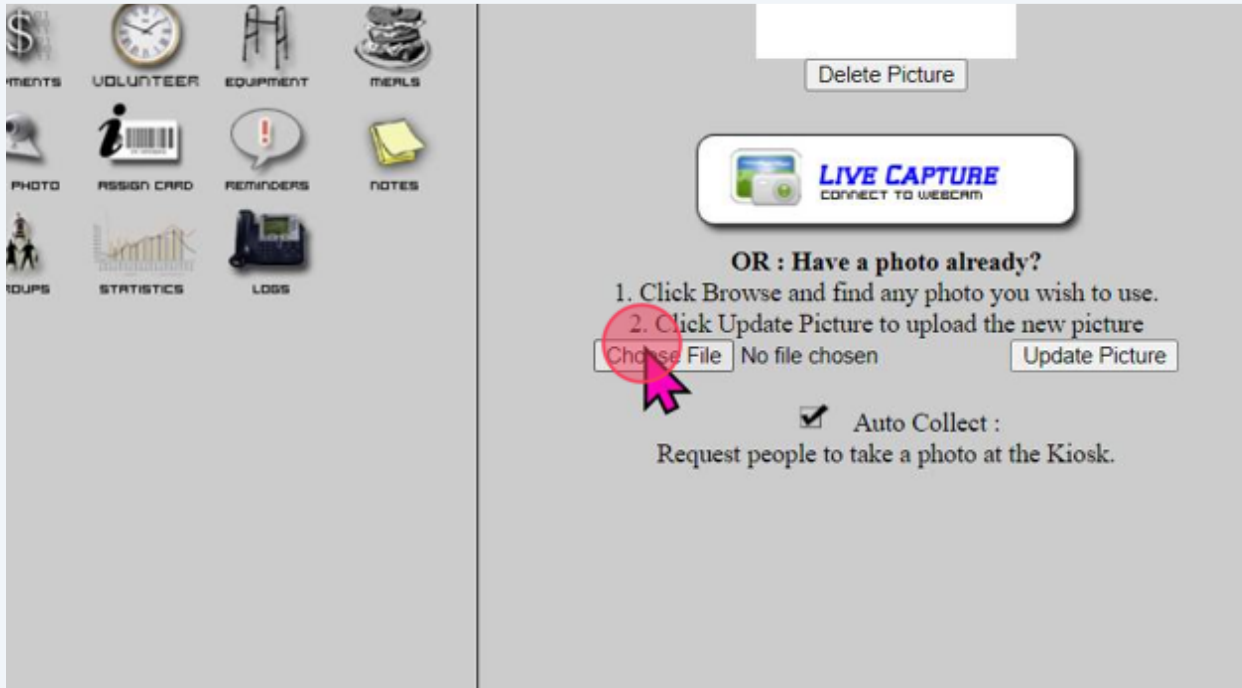 VOLUNTEER
EQUIPMENT
MEALS
PHOTO
ASSIGN CARD
REMINDERS
NOTES
STATISTICS
LOGS
Delete Picture
LIVE CAPTURE
CONNECT TO WEBCAM
OR : Have a photo already?
1. Click Browse and find any photo you wish to use.
2. Click Update Picture to upload the new picture
Choose File No file chosen Update Picture
Auto Collect :
Request people to take a photo at the Kiosk.